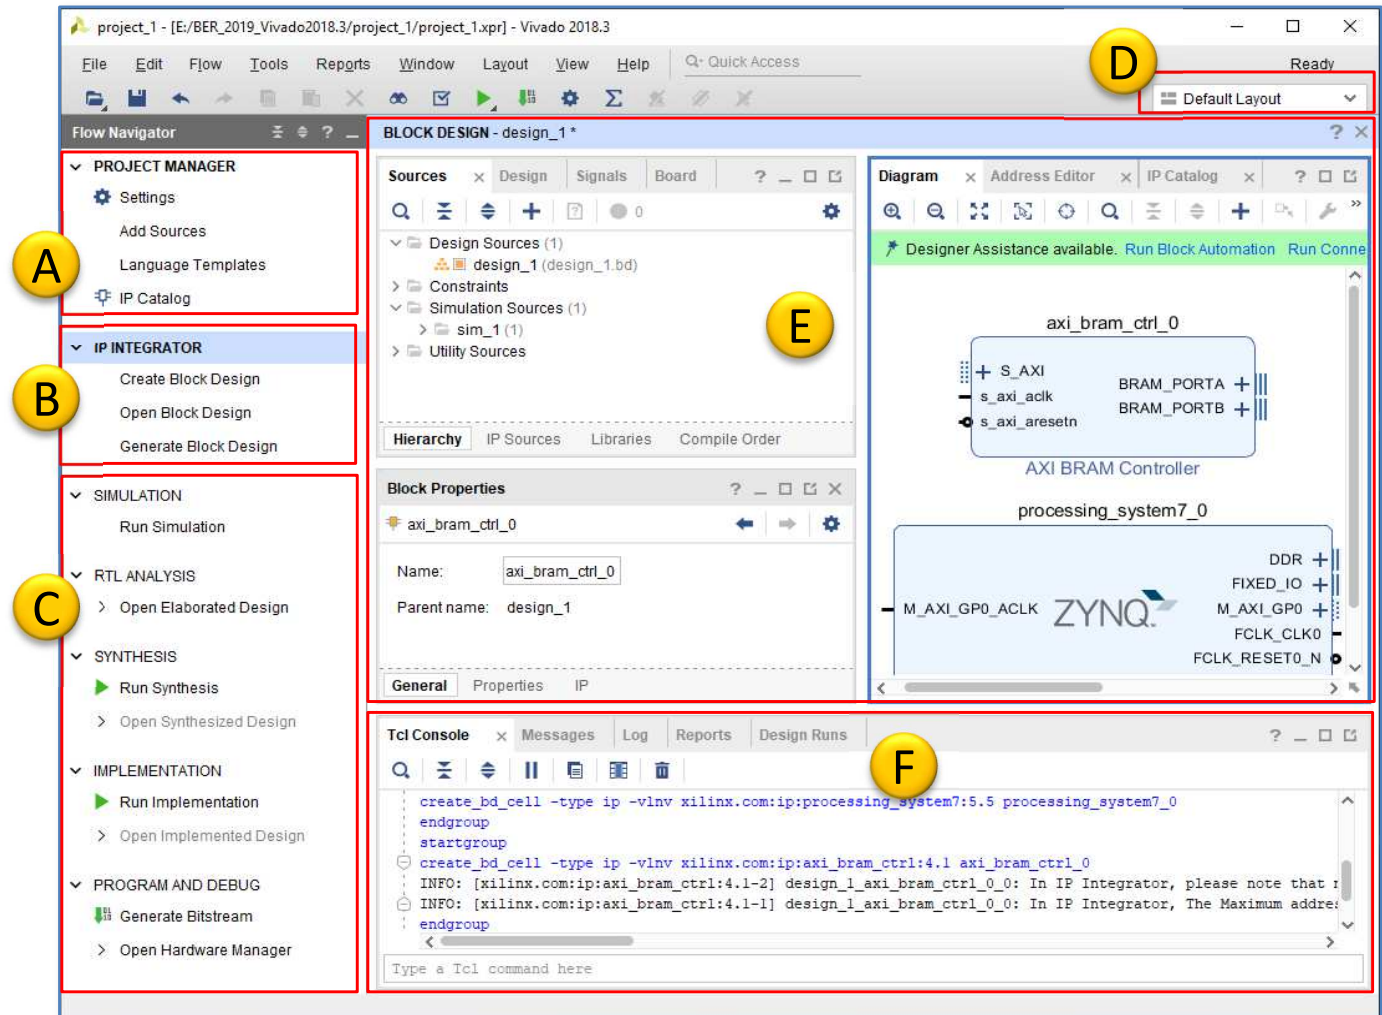 project_1 - [E:/BER_2019_Vivado2018.3/project_1/project_1.xpr] - Vivado 2018.3
File Edit Flow Tools Reports Window Layout View Help Quick Access Ready
D
Default Layout
Flow Navigator
PROJECT MANAGER
Settings
Add Sources
Language Templates
IP Catalog
A
IP INTEGRATOR
Create Block Design
Open Block Design
Generate Block Design
B
SIMULATION
Run Simulation
RTL ANALYSIS
Open Elaborated Design
C
SYNTHESIS
Run Synthesis
Open Synthesized Design
IMPLEMENTATION
Run Implementation
Open Implemented Design
PROGRAM AND DEBUG
Generate Bitstream
Open Hardware Manager
BLOCK DESIGN - design_1 *
Sources Design Signals Board
0
Design Sources (1)
design_1 (design_1.bd)
Constraints
Simulation Sources (1)
sim_1 (1)
Utility Sources
E
Hierarchy IP Sources Libraries Compile Order
Block Properties
axi_bram_ctrl_0
Name: axi_bram_ctrl_0
Parent name: design_1
General Properties IP
Diagram Address Editor IP Catalog
Designer Assistance available. Run Block Automation Run Conne
axi_bram_ctrl_0
S_AXI
s_axi_aclk
s_axi_aresetn
BRAM_PORTA
BRAM_PORTB
AXI BRAM Controller
processing_system7_0
M_AXI_GP0_ACLK
ZYNQ
DDR
FIXED_IO
M_AXI_GP0
FCLK_CLK0
FCLK_RESET0_N
Tcl Console Messages Log Reports Design Runs
F
create_bd_cell -type ip -vlnv xilinx.com:ip:processing_system7:5.5 processing_system7_0
endgroup
startgroup
create_bd_cell -type ip -vlnv xilinx.com:ip:axi_bram_ctrl:4.1 axi_bram_ctrl_0
INFO: [xilinx.com:ip:axi_bram_ctrl:4.1-2] design_1_axi_bram_ctrl_0_0: In IP Integrator, please note that
INFO: [xilinx.com:ip:axi_bram_ctrl:4.1-1] design_1_axi_bram_ctrl_0_0: In IP Integrator, The Maximum addre
endgroup
Type a Tcl command here